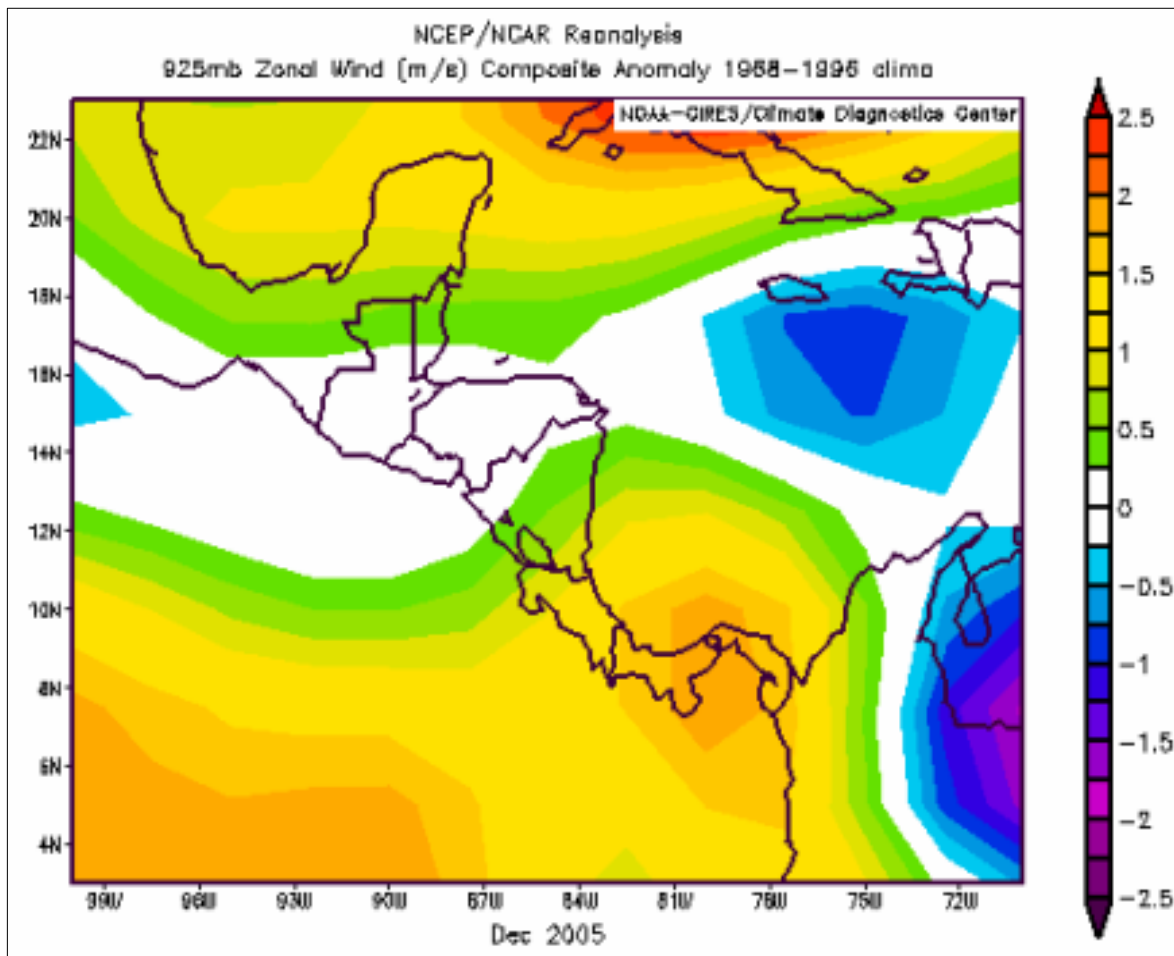 NCEP/NCAR Reanalysis
925mb Zonal Wind (m/s) Composite Anomaly 1968-1996 climo
NOAA-CIRES/Climate Diagnostics Center
22N
20N
18N
16N
14N
12N
10N
8N
6N
4N
99W 96W 93W 90W 87W 84W 81W 78W 75W 72W
Dec 2005
2.5
2
1.5
1
0.5
0
-0.5
-1
-1.5
-2
-2.5